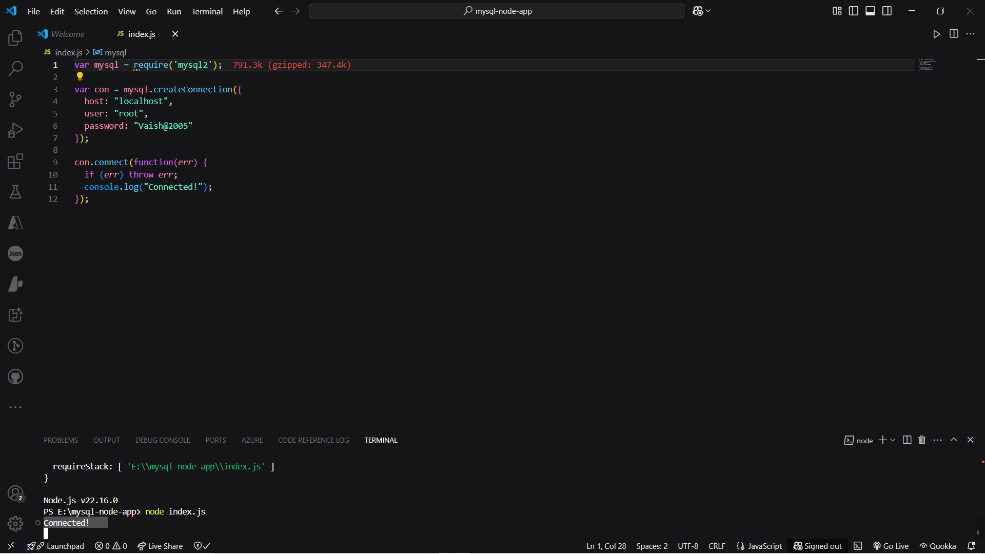 File Edit Selection View Go Run Terminal Help mysql-node-app
Welcome JS index.js
JS index.js > mysql
1 var mysql = require('mysql2'); 791.3k (gzipped: 347.4k)
2
3 var con = mysql.createConnection({
4 host: "localhost",
5 user: "root",
6 password: "Vaish@2005"
7 });
8
9 con.connect(function(err) {
10 if (err) throw err;
11 console.log("Connected!");
12 });
PROBLEMS OUTPUT DEBUG CONSOLE PORTS AZURE CODE REFERENCE LOG TERMINAL node
requireStack: [ 'E:\\mysql-node-app\\index.js' ]
}
Node.js v22.16.0
PS E:\mysql-node-app> node index.js
Connected!
Launchpad 0 0 Live Share Ln 1, Col 28 Spaces: 2 UTF-8 CRLF {} JavaScript Signed out Go Live Quokka